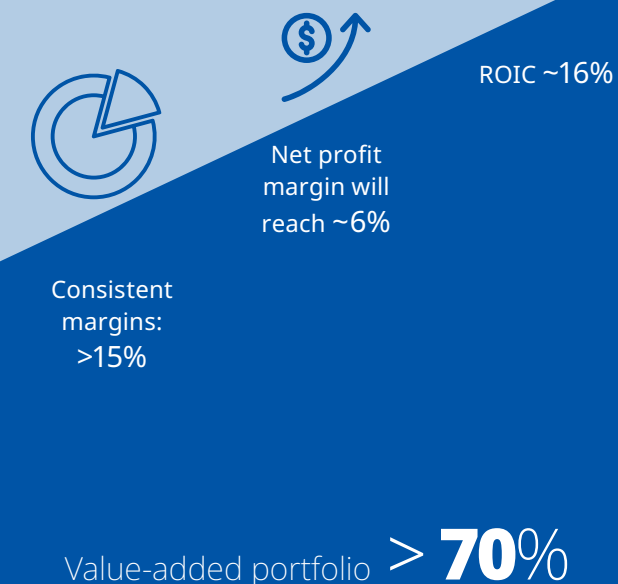 $
ROIC ~16%
Net profit
margin will
reach ~6%
Consistent
margins:
>15%
Value-added portfolio > 70%